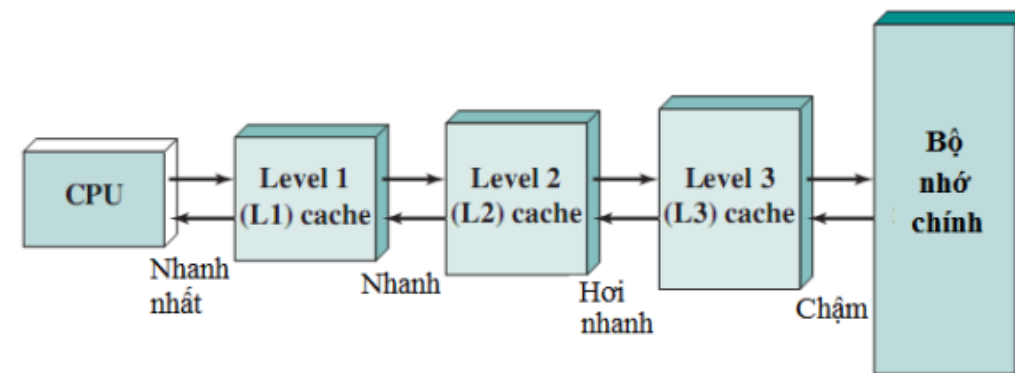 CPU
Level 1
(L1) cache
Level 2
(L2) cache
Level 3
(L3) cache
Bộ
nhớ
chính
Nhanh
nhất
Nhanh
Hơi
nhanh
Chậm